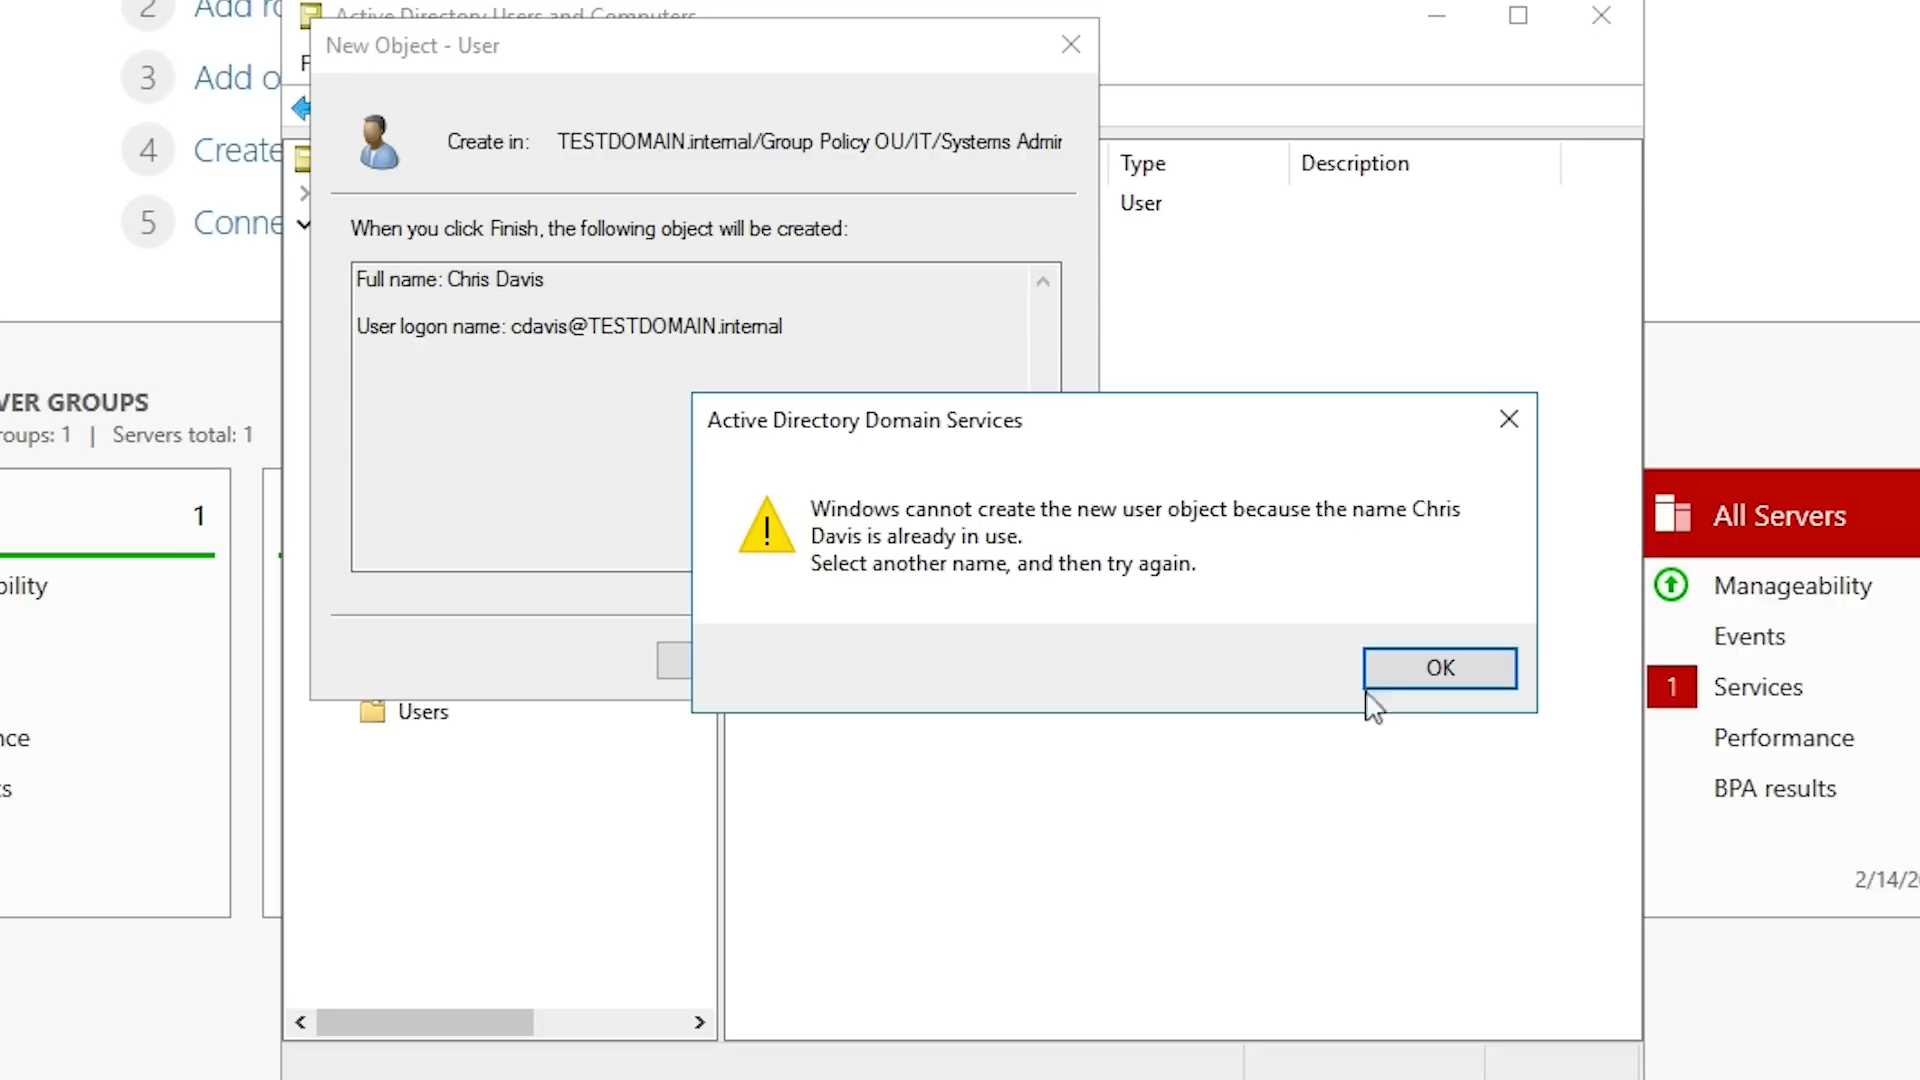 2
Add ro
Active Directory Users and Computers
New Object - User
F
3
Add o
Create in:
TESTDOMAIN.internal/Group Policy OU/IT/Systems Admir
4
Create
Type
Description
User
5
Conne
When you click Finish, the following object will be created:
Full name: Chris Davis
User logon name: cdavis@TESTDOMAIN.internal
VER GROUPS
roups: 1 | Servers total: 1
Active Directory Domain Services
Windows cannot create the new user object because the name Chris
Davis is already in use.
Select another name, and then try again.
OK
1
bility
nce
ts
Users
All Servers
Manageability
Events
1
Services
Performance
BPA results
2/14/20